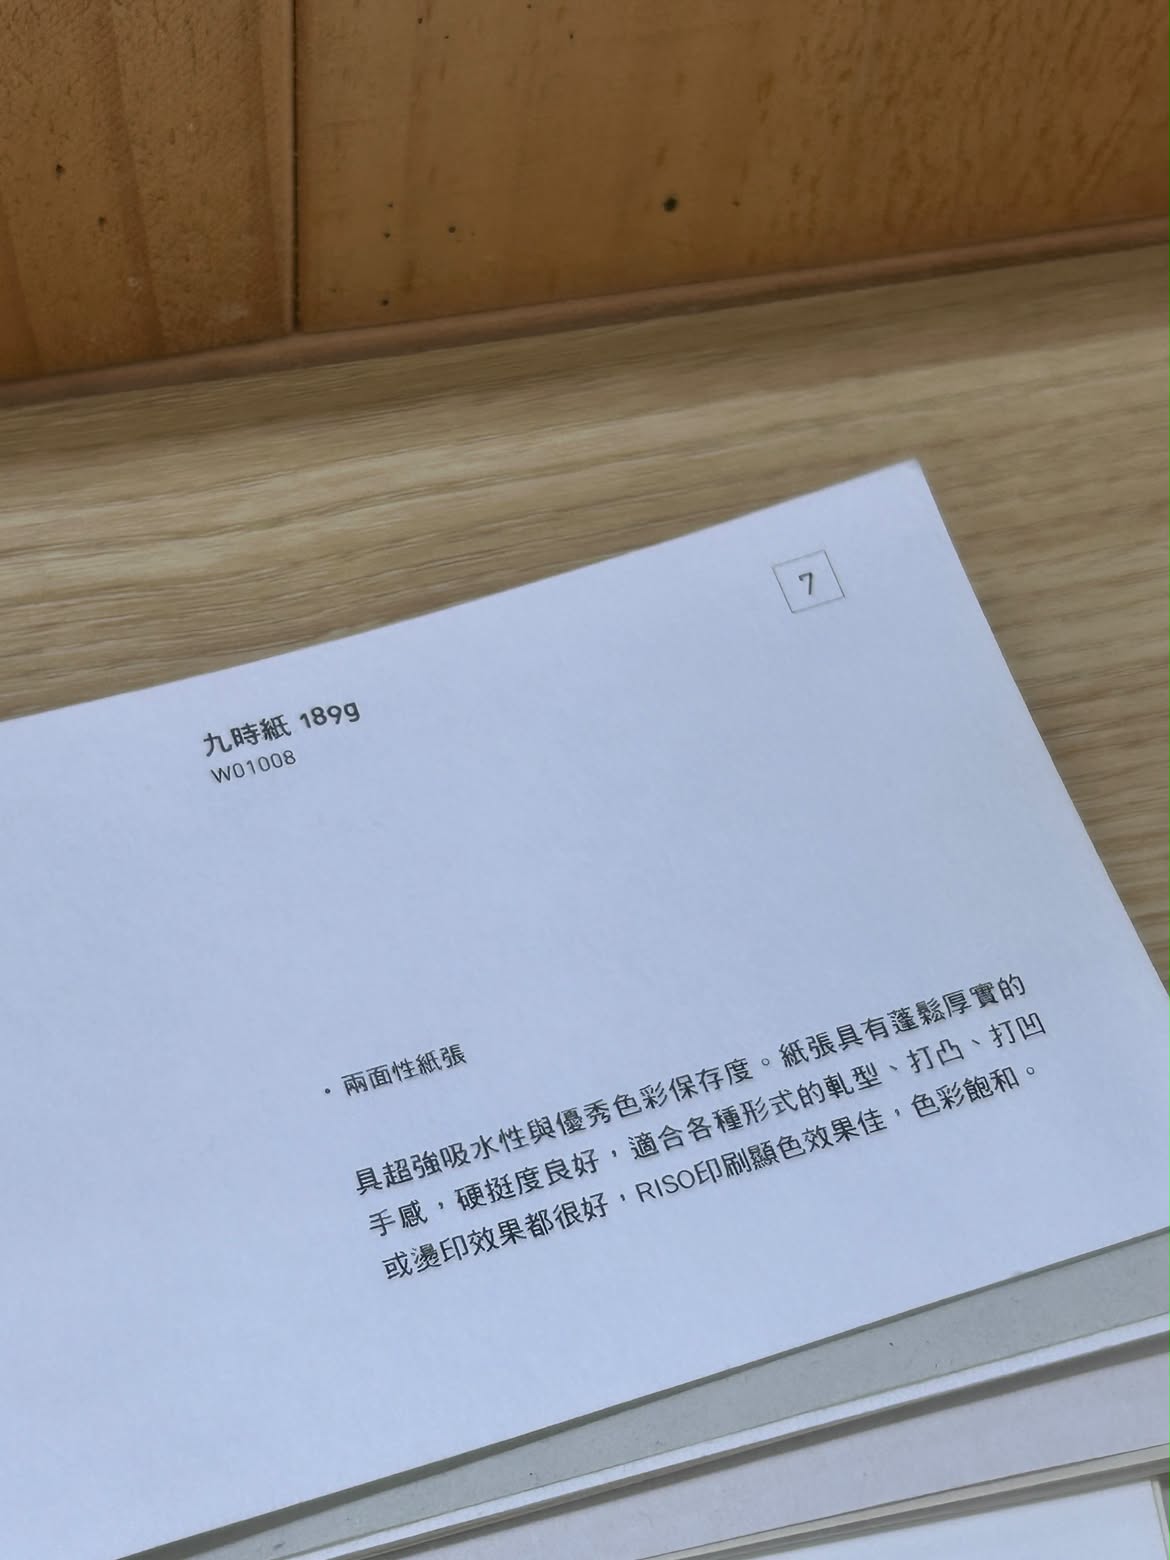 7
九時紙 189g
W01008
・兩面性紙張
具超強吸水性與優秀色彩保存度。紙張具有蓬鬆厚實的
手感，硬挺度良好，適合各種形式的軋型、打凸、打凹
或燙印效果都很好，RISO印刷顯色效果佳，色彩飽和。